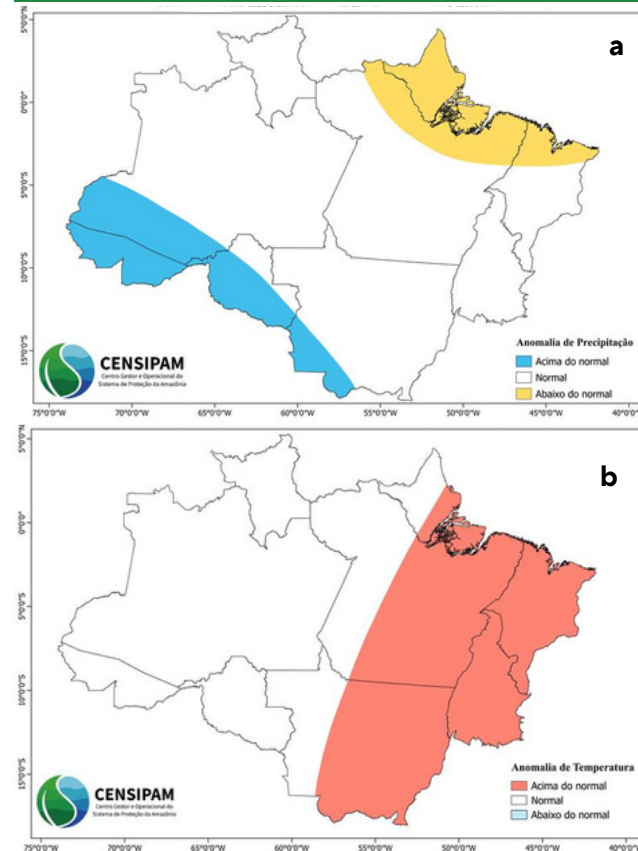 a
5°0'0"N
0°0'0"
5°0'0"S
10°0'0"S
15°0'0"S
Anomalia de Precipitação
Acima do normal
Normal
Abaixo do normal
CENSIPAM
Centro Gestor e Operacional do
Sistema de Proteção da Amazônia
75°0'0"W 70°0'0"W 65°0'0"W 60°0'0"W 55°0'0"W 50°0'0"W 45°0'0"W 40°0'0"W
b
5°0'0"N
0°0'0"
5°0'0"S
10°0'0"S
15°0'0"S
Anomalia de Temperatura
Acima do normal
Normal
Abaixo do normal
CENSIPAM
Centro Gestor e Operacional do
Sistema de Proteção da Amazônia
75°0'0"W 70°0'0"W 65°0'0"W 60°0'0"W 55°0'0"W 50°0'0"W 45°0'0"W 40°0'0"W